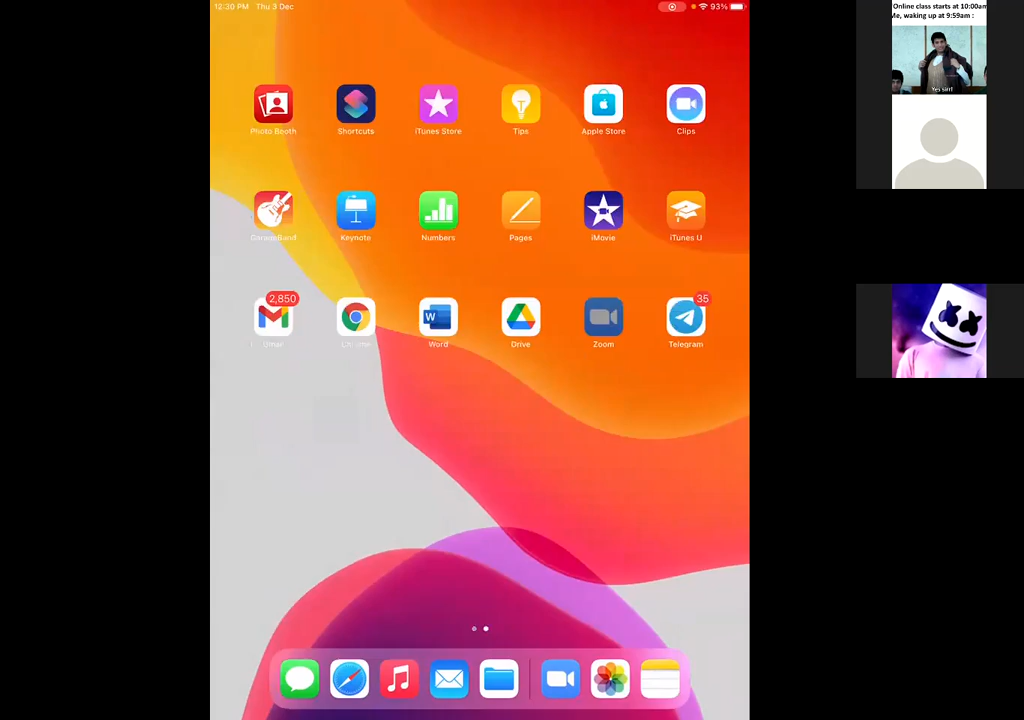 12:30 PM Thu 3 Dec
93%
Photo Booth Shortcuts iTunes Store Tips Apple Store Clips
GarageBand Keynote Numbers Pages iMovie iTunes U
2,850
35
Chrome Word Drive Zoom Telegram
W
Online class starts at 10:00am
Me, waking up at 9:59am :
Yes sir!